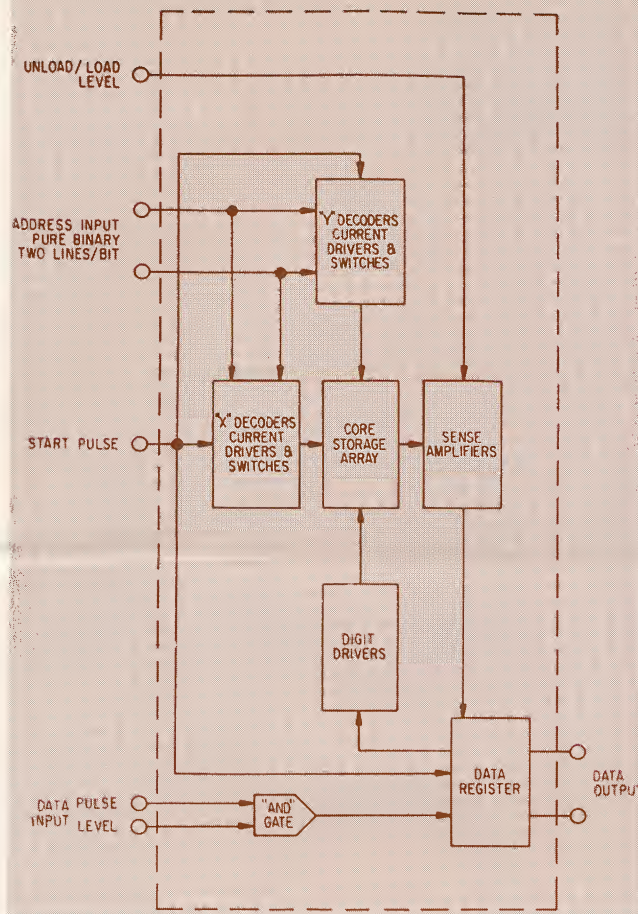 UNLOAD/LOAD
LEVEL
ADDRESS INPUT
PURE BINARY
TWO LINES/BIT
"Y" DECODERS
CURRENT
DRIVERS &
SWITCHES
START PULSE
"X" DECODERS
CURRENT
DRIVERS &
SWITCHES
CORE
STORAGE
ARRAY
SENSE
AMPLIFIERS
DIGIT
DRIVERS
DATA PULSE
INPUT LEVEL
"AND"
GATE
DATA
REGISTER
DATA
OUTPUT